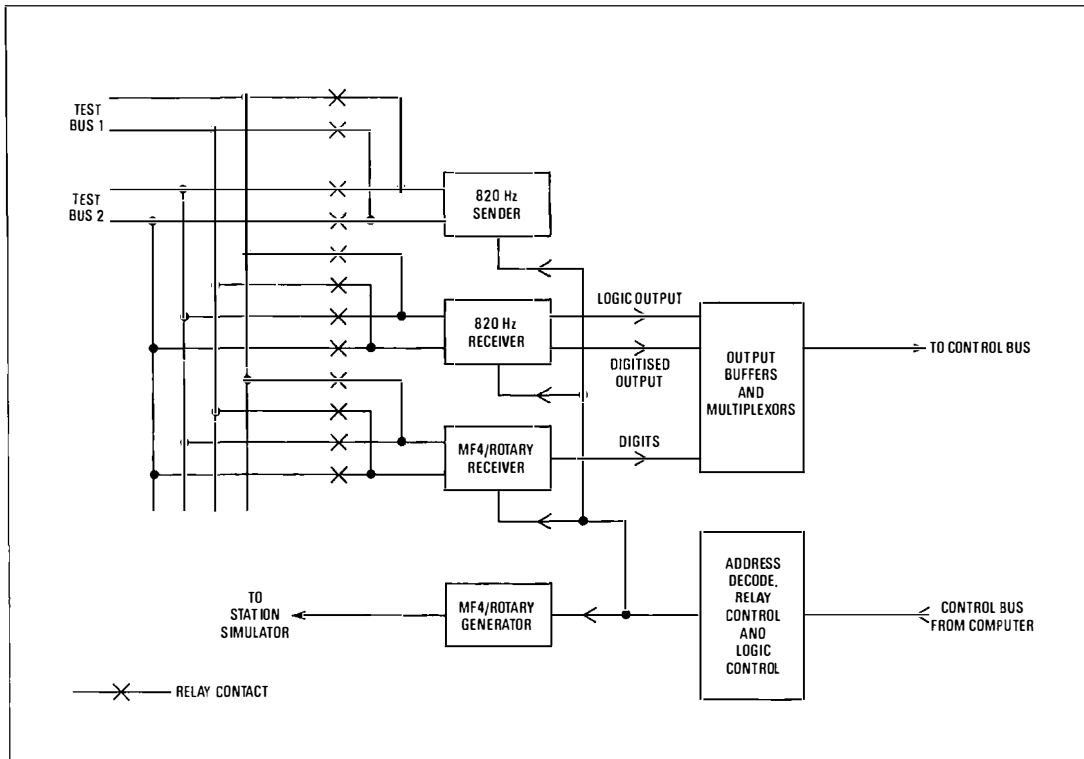 TEST
BUS 1
TEST
BUS 2
820 Hz
SENDER
820 Hz
RECEIVER
LOGIC OUTPUT
DIGITISED
OUTPUT
OUTPUT
BUFFERS
AND
MULTIPLEXORS
TO CONTROL BUS
MF4/ROTARY
RECEIVER
DIGITS
TO
STATION
SIMULATOR
MF4/ROTARY
GENERATOR
ADDRESS
DECODE,
RELAY
CONTROL
AND
LOGIC
CONTROL
CONTROL BUS
FROM COMPUTER
RELAY CONTACT